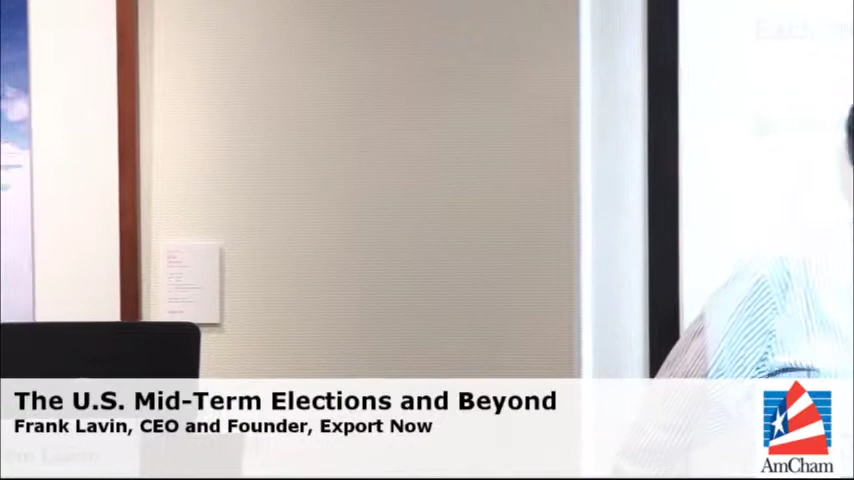 The U.S. Mid-Term Elections and Beyond
Frank Lavin, CEO and Founder, Export Now
AmCham